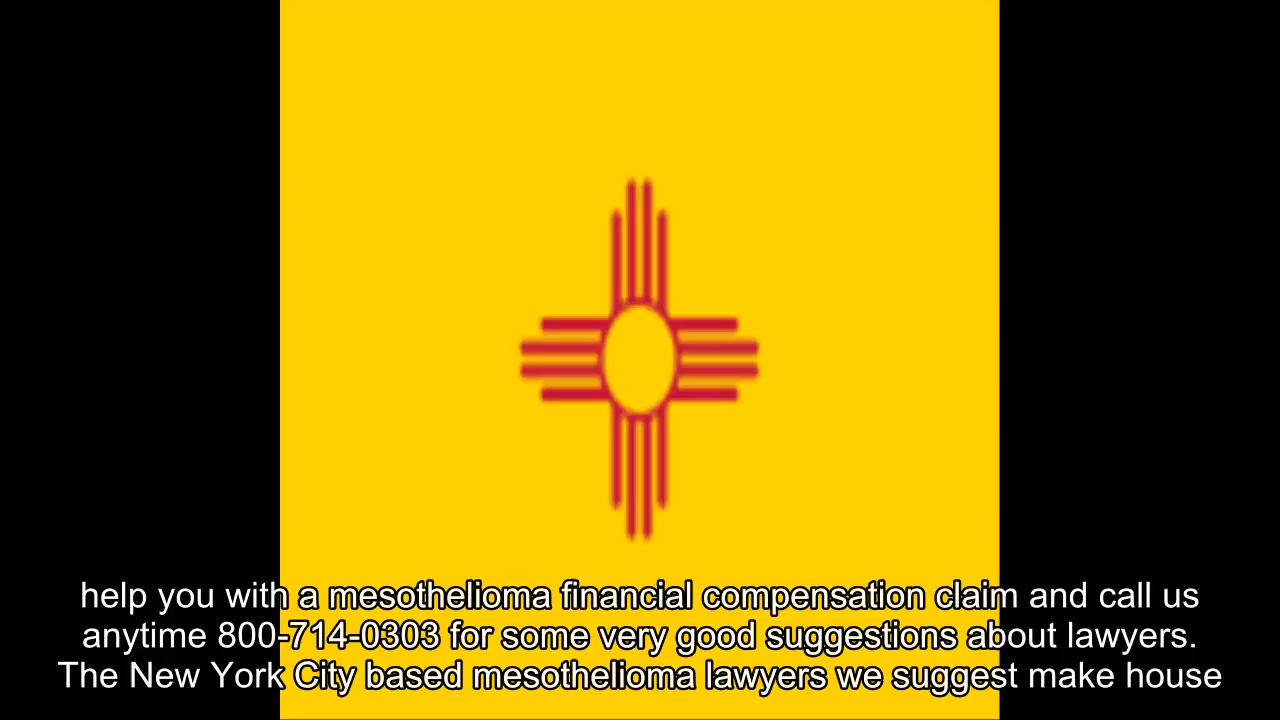 help you with a mesothelioma financial compensation claim and call us
anytime 800-714-0303 for some very good suggestions about lawyers.
The New York City based mesothelioma lawyers we suggest make house